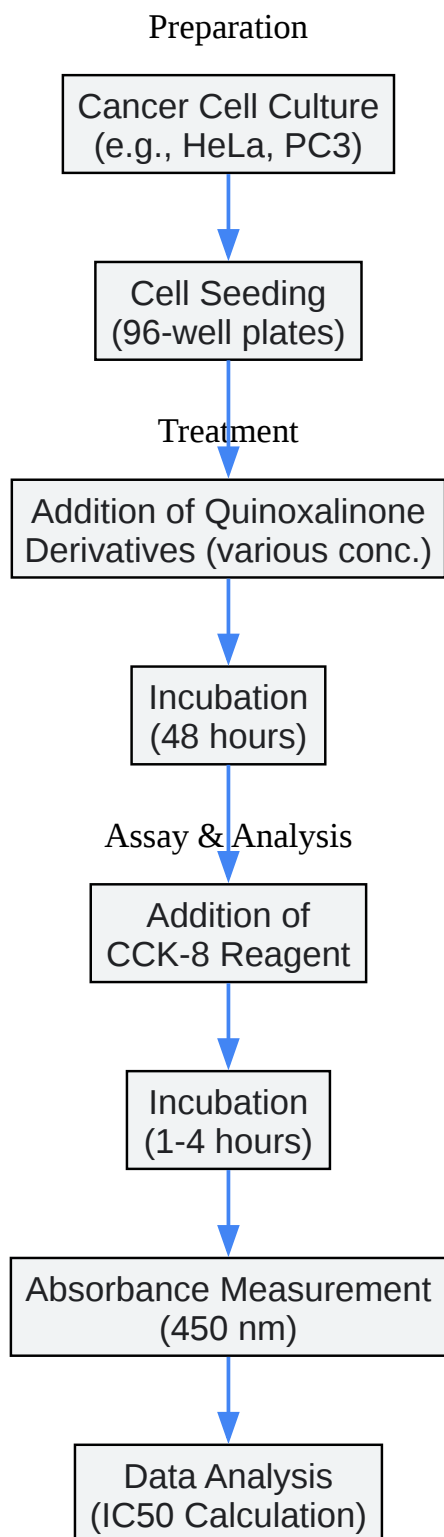 Preparation
Cancer Cell Culture
(e.g., HeLa, PC3)
Cell Seeding
(96-well plates)
Treatment
Addition of Quinoxalinone
Derivatives (various conc.)
Incubation
(48 hours)
Assay & Analysis
Addition of
CCK-8 Reagent
Incubation
(1-4 hours)
Absorbance Measurement
(450 nm)
Data Analysis
(IC50 Calculation)